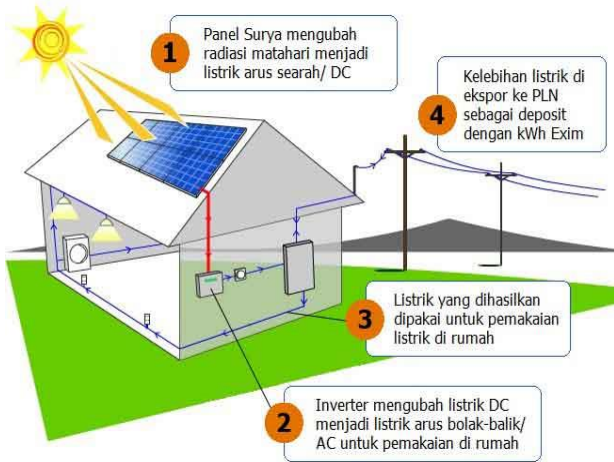 1
Panel Surya mengubah
radiasi matahari menjadi
listrik arus searah/ DC
4
Kelebihan listrik di
ekspor ke PLN
sebagai deposit
dengan kWh Exim
3
Listrik yang dihasilkan
dipakai untuk pemakaian
listrik di rumah
2
Inverter mengubah listrik DC
menjadi listrik arus bolak-balik/
AC untuk pemakaian di rumah